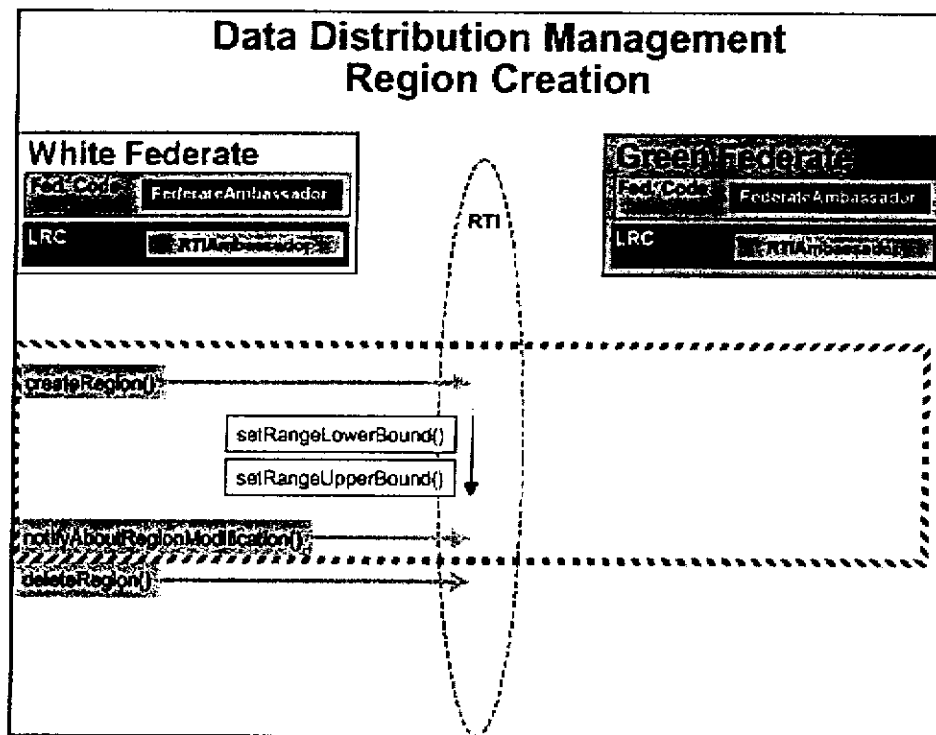 Data Distribution Management
Region Creation
White Federate
Fed. Code
FederateAmbassador
LRC
RTIAmbassador
RTI
Green Federate
Fed. Code
FederateAmbassador
LRC
RTIAmbassador
createRegion()
setRangeLowerBound()
setRangeUpperBound()
notifyAboutRegionModification()
deleteRegion()